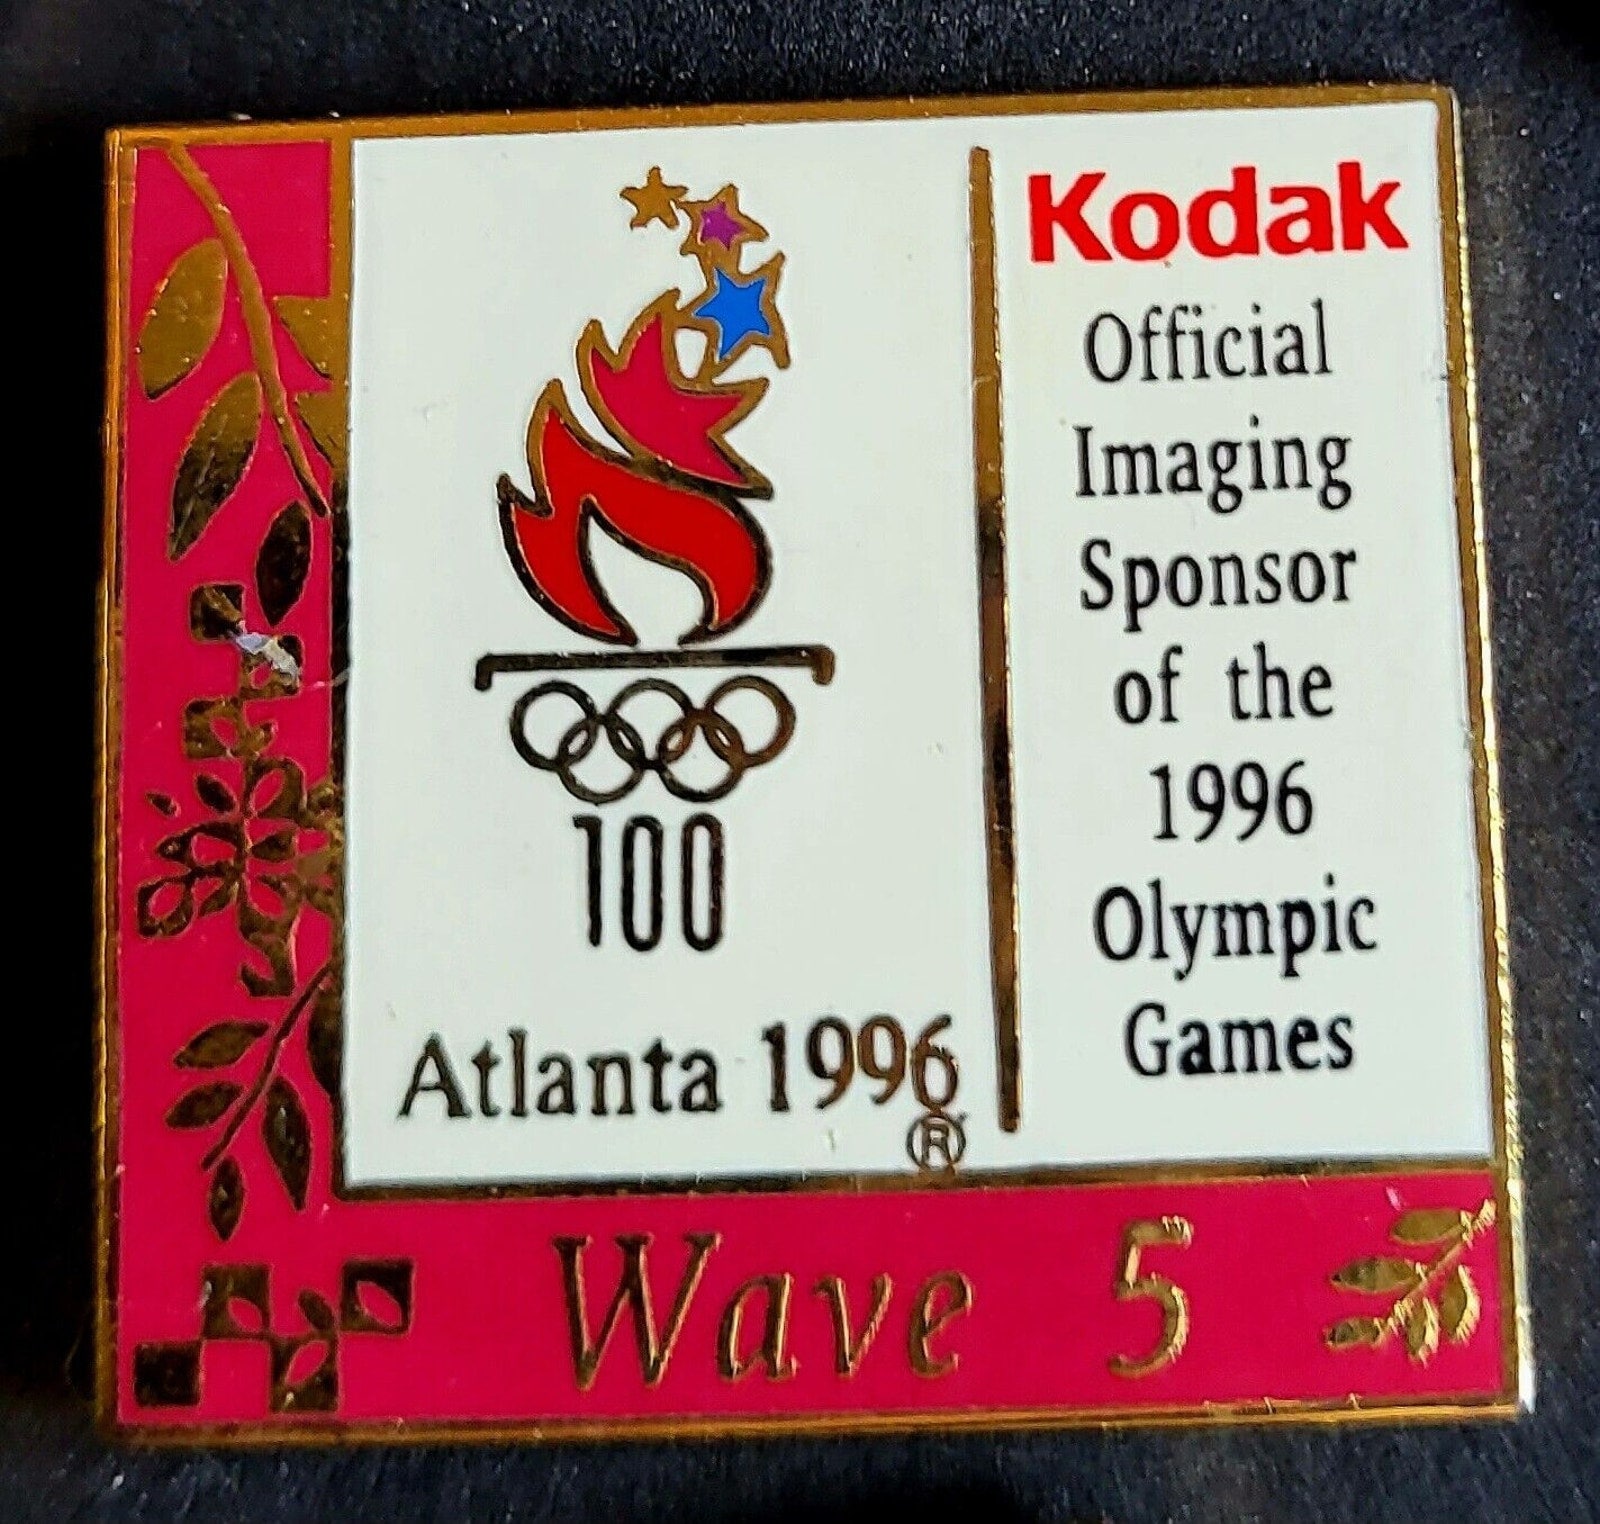 Kodak
Official
Imaging
Sponsor
of the
1996
Olympic
Games
100
Atlanta 1996
®
Wave 5